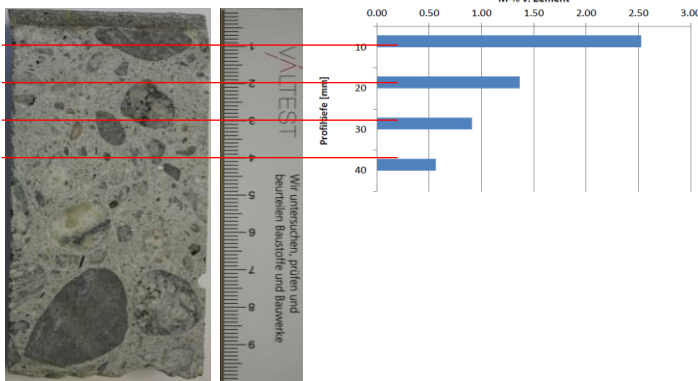 M-% v. Zement
0.00 0.50 1.00 1.50 2.00 2.50 3.00
Profiltiefe [mm]
10
20
30
40
VALTEST
Wir untersuchen, prüfen und
beurteilen Baustoffe und Bauwerke
1
2
3
4
5
6
7
8
9